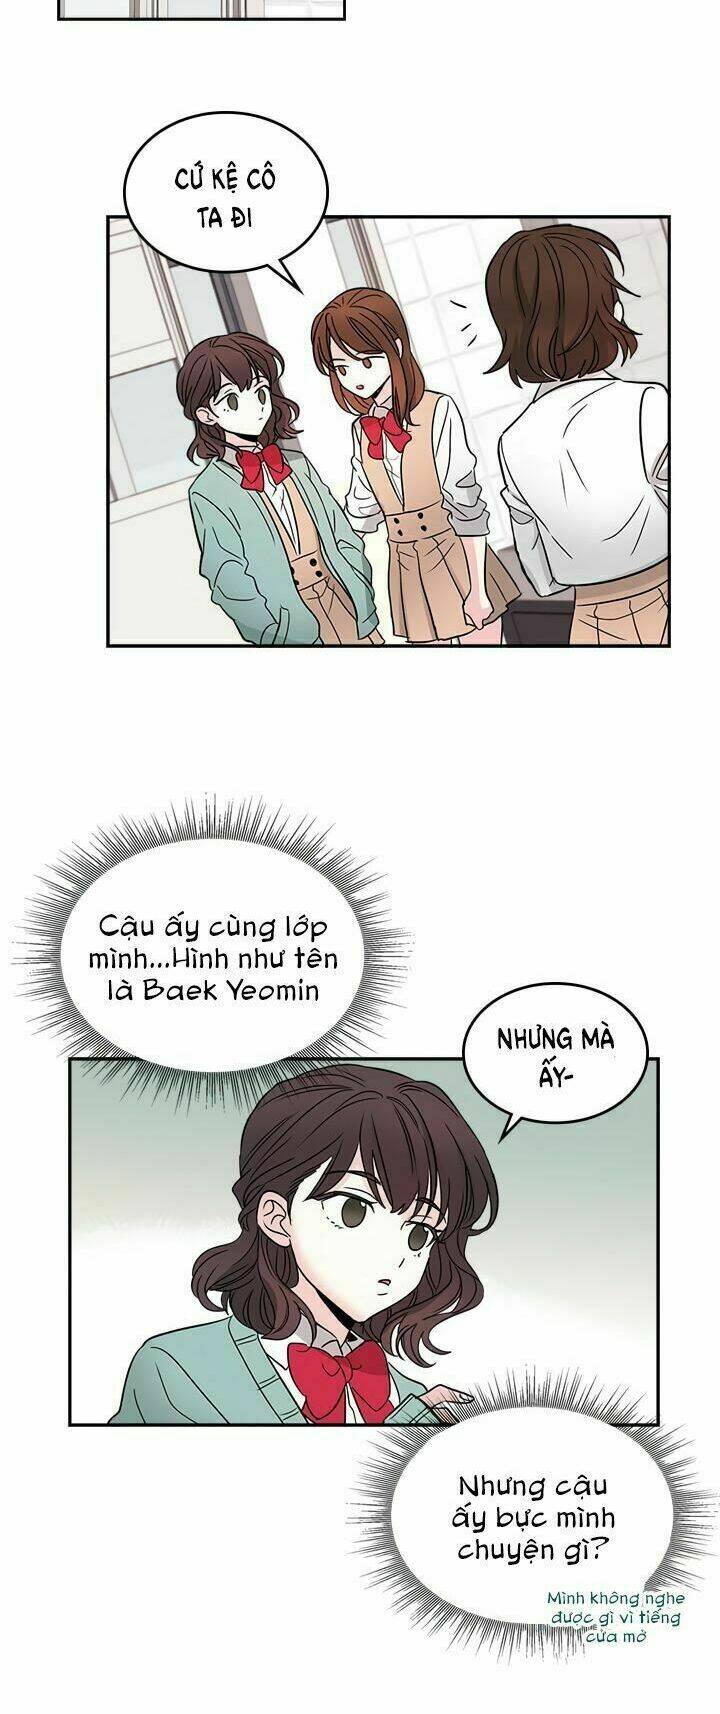 CỨ KỆ CÔ
TA ĐI
Cậu ấy cùng lớp
mình...Hình như tên
là Baek Yeomin
NHƯNG MÀ
ẤY-
Nhưng cậu
ấy bực mình
chuyện gì?
Mình không nghe
được gì vì tiếng
cửa mở